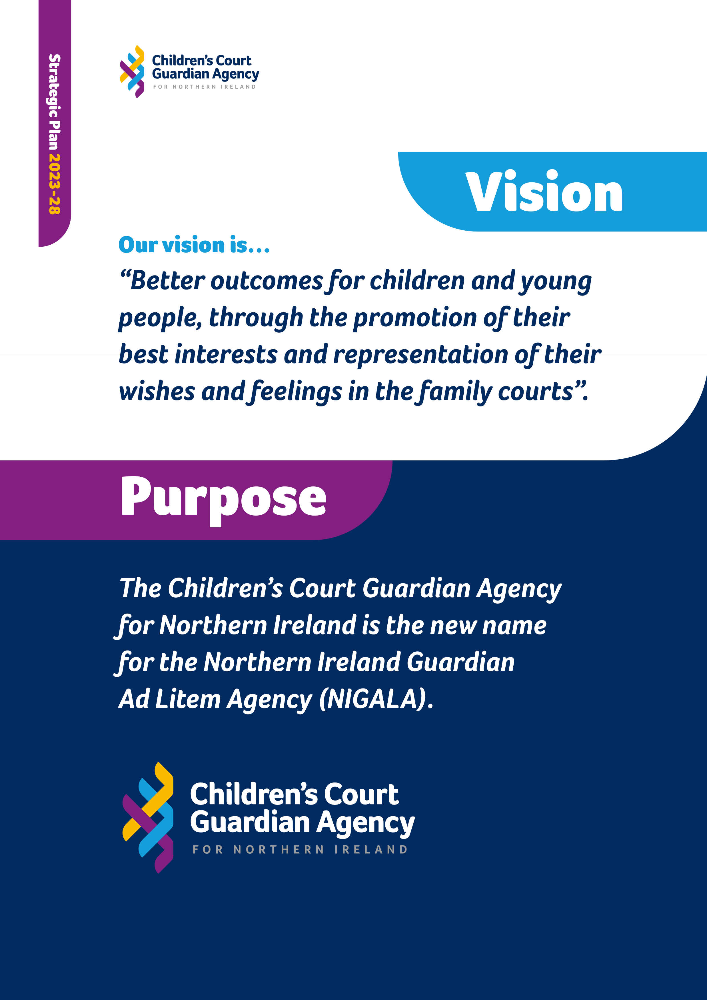 Strategic Plan 2023-28
Children’s Court
Guardian Agency
FOR NORTHERN IRELAND
Vision
Our vision is...
“Better outcomes for children and young
people, through the promotion of their
best interests and representation of their
wishes and feelings in the family courts”.
Purpose
The Children’s Court Guardian Agency
for Northern Ireland is the new name
for the Northern Ireland Guardian
Ad Litem Agency (NIGALA).
Children’s Court
Guardian Agency
FOR NORTHERN IRELAND